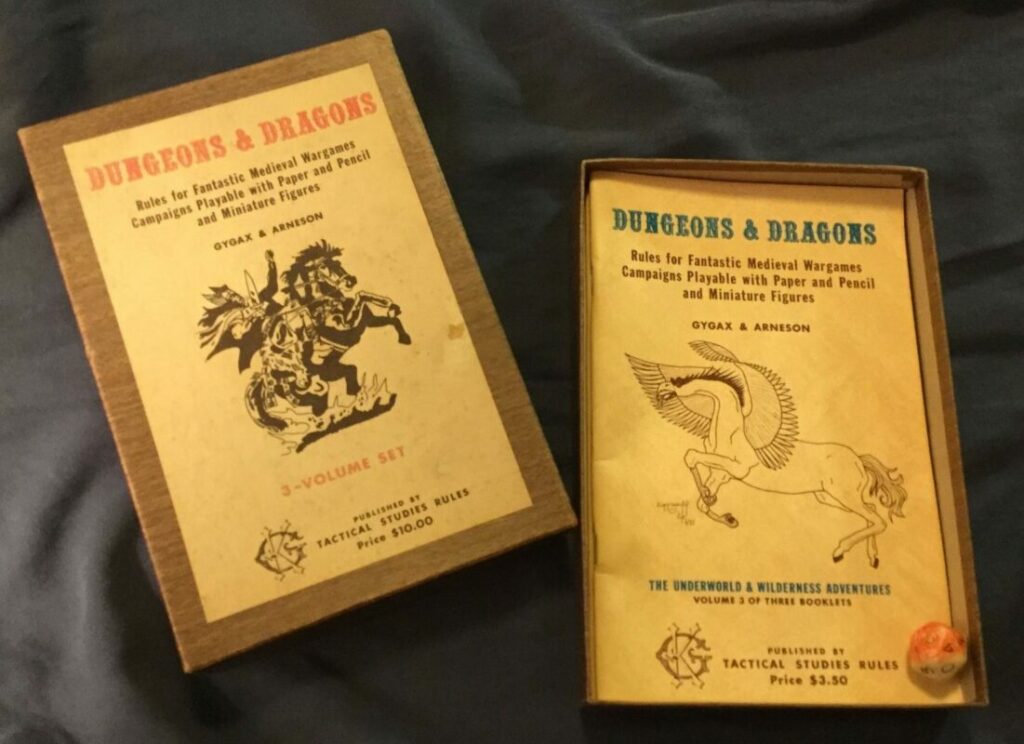 DUNGEONS & DRAGONS
Rules for Fantastic Medieval Wargames
Campaigns Playable with Paper and Pencil
and Miniature Figures
GYGAX & ARNESON
3-VOLUME SET
PUBLISHED BY
TACTICAL STUDIES RULES
Price $10.00
DUNGEONS & DRAGONS
Rules for Fantastic Medieval Wargames
Campaigns Playable with Paper and Pencil
and Miniature Figures
GYGAX & ARNESON
THE UNDERWORLD & WILDERNESS ADVENTURES
VOLUME 3 OF THREE BOOKLETS
PUBLISHED BY
TACTICAL STUDIES RULES
Price $3.50